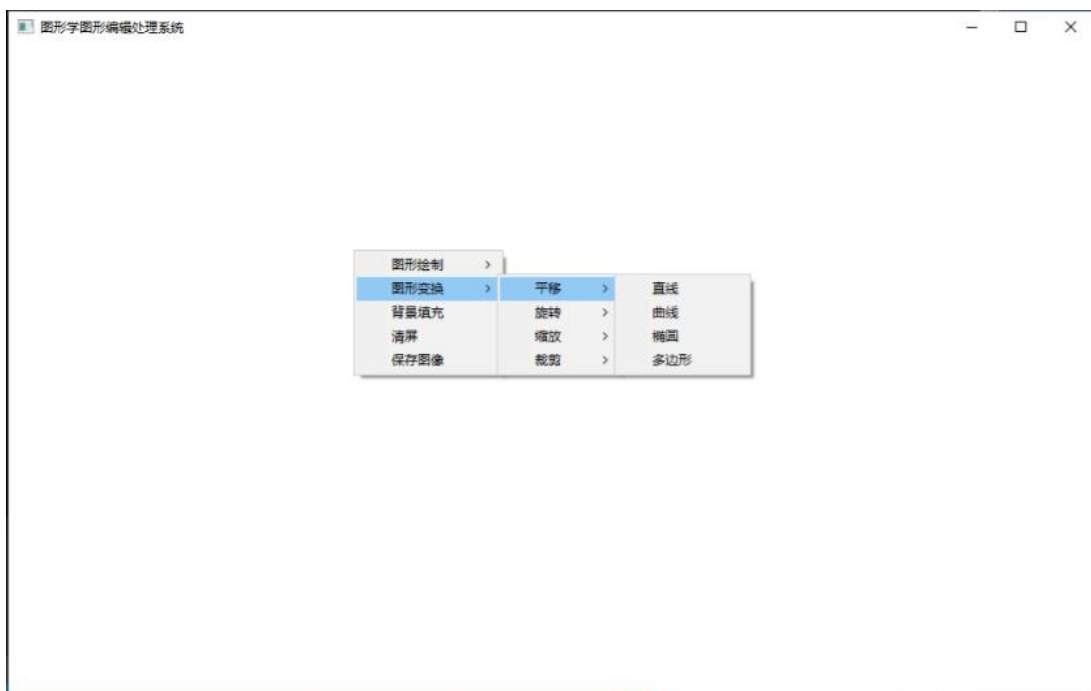 图形学图形编辑处理系统
图形绘制
图形变换
背景填充
清屏
保存图像
平移
旋转
缩放
裁剪
直线
曲线
椭圆
多边形